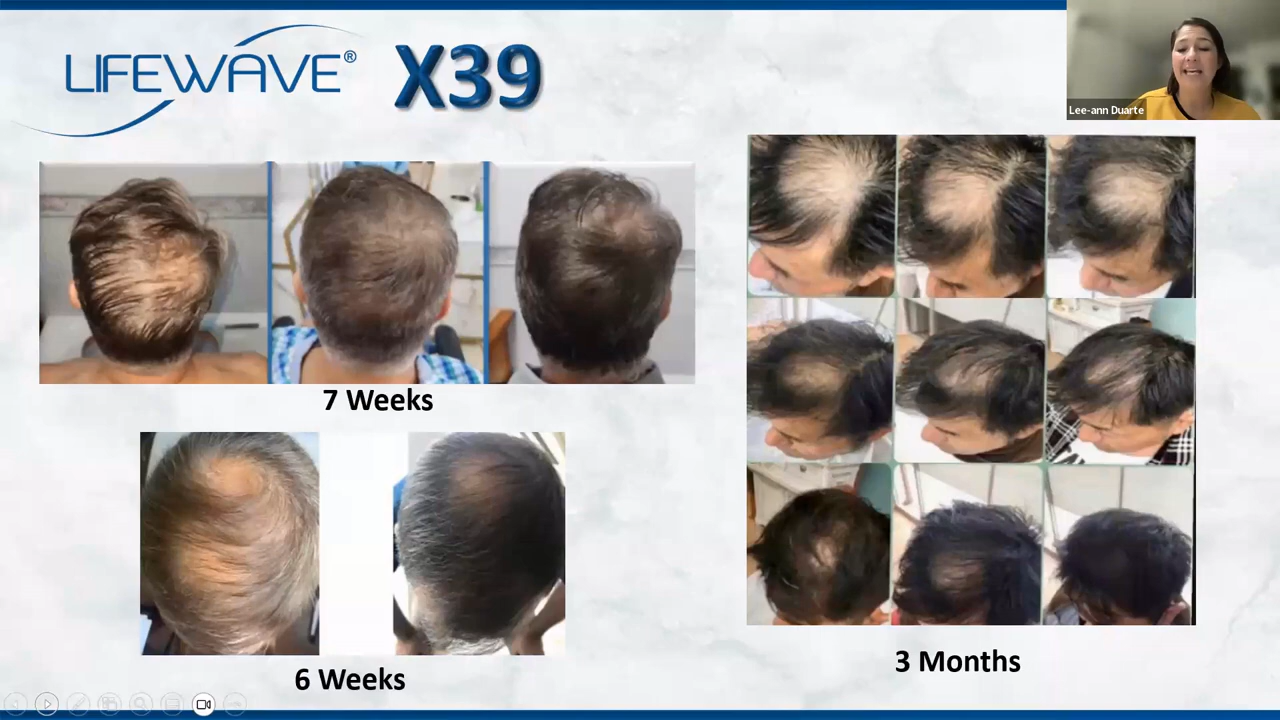 LIFEWAVE® X39
Lee-ann Duarte
7 Weeks
6 Weeks
3 Months